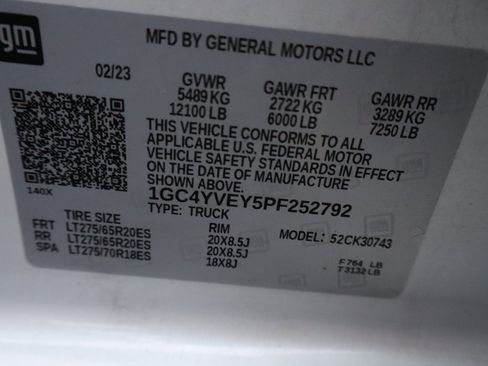 gm
MFD BY GENERAL MOTORS LLC
02/23
GVWR
5489 KG
12100 LB
GAWR FRT
2722 KG
6000 LB
GAWR RR
3289 KG
7250 LB
THIS VEHICLE CONFORMS TO ALL
APPLICABLE U.S. FEDERAL MOTOR
VEHICLE SAFETY STANDARDS IN EFFECT
ON THE DATE OF MANUFACTURE
SHOWN ABOVE.
140X
1GC4YVEY5PF252792
TYPE: TRUCK
MODEL: 52CK30743
TIRE SIZE RIM
FRT LT275/65R20ES 20X8.5J
RR LT275/65R20ES 20X8.5J
SPA LT275/70R18ES 18X8J
F 764 LB
T 3132 LB